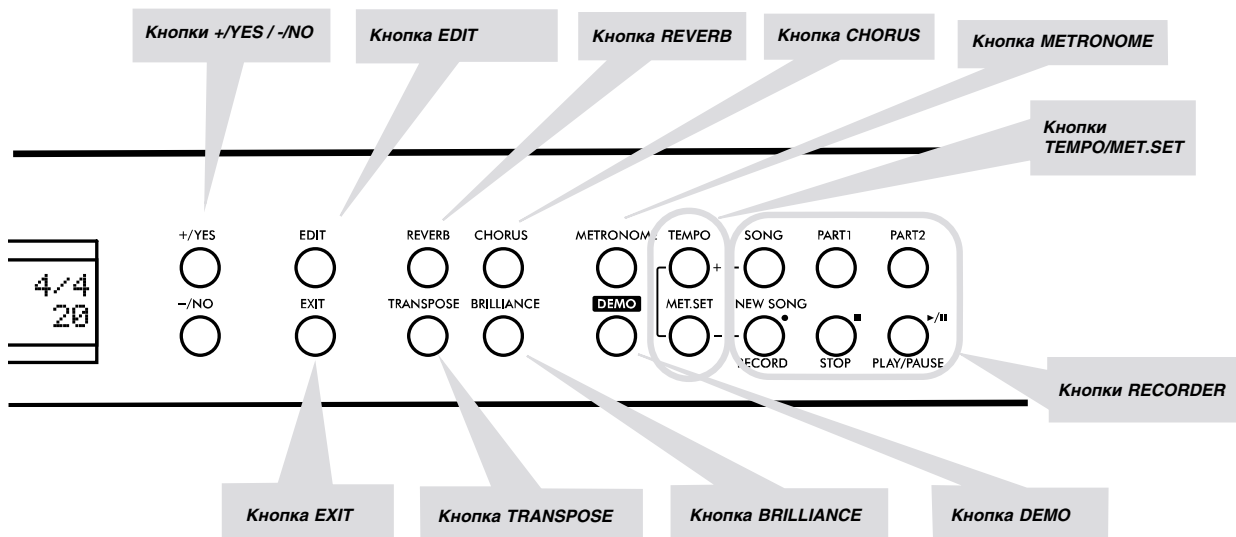 Кнопки +/YES / -/NO
Кнопка EDIT
Кнопка REVERB
Кнопка CHORUS
Кнопка METRONOME
Кнопки
TEMPO/MET.SET
+/YES
EDIT
REVERB
CHORUS
METRONOME
TEMPO
SONG
PART1
PART2
4/4
20
+
-/NO
EXIT
TRANSPOSE
BRILLIANCE
DEMO
MET.SET
NEW SONG
▶/⏸
–
RECORD
STOP
PLAY/PAUSE
Кнопки RECORDER
Кнопка EXIT
Кнопка TRANSPOSE
Кнопка BRILLIANCE
Кнопка DEMO